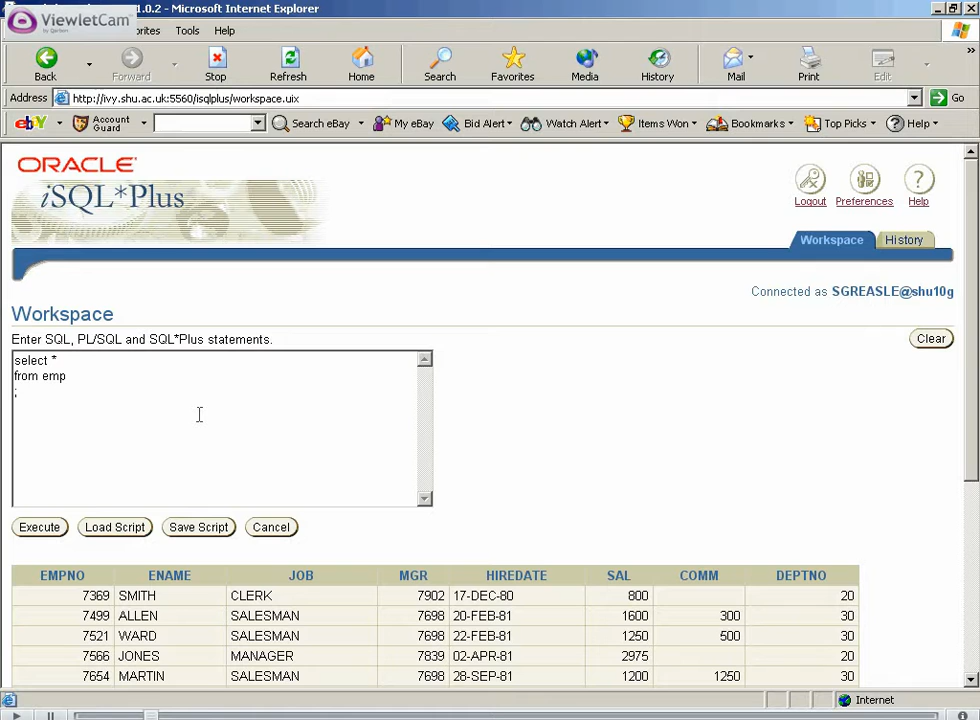 1.0.2 - Microsoft Internet Explorer
ViewletCam
by Qarbon
orites Tools Help
Back Forward Stop Refresh Home Search Favorites Media History Mail Print Edit
Address http://ivy.shu.ac.uk:5560/isqlplus/workspace.uix Go
ebY Account Guard Search eBay My eBay Bid Alert Watch Alert Items Won Bookmarks Top Picks Help
ORACLE
iSQL*Plus
Logout Preferences Help
Workspace History
Connected as SGREASLE@shu10g
Workspace
Enter SQL, PL/SQL and SQL*Plus statements.
Clear
select *
from emp
;
Execute Load Script Save Script Cancel
EMPNO ENAME JOB MGR HIREDATE SAL COMM DEPTNO
7369 SMITH CLERK 7902 17-DEC-80 800 20
7499 ALLEN SALESMAN 7698 20-FEB-81 1600 300 30
7521 WARD SALESMAN 7698 22-FEB-81 1250 500 30
7566 JONES MANAGER 7839 02-APR-81 2975 20
7654 MARTIN SALESMAN 7698 28-SEP-81 1200 1250 30
Internet